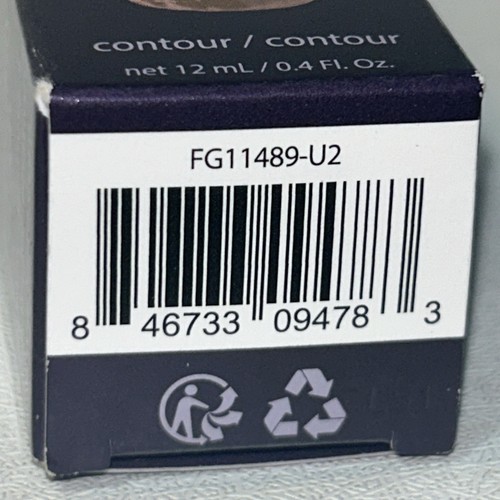 contour / contour
net 12 mL / 0.4 Fl. Oz.
FG11489-U2
8 46733 09478 3